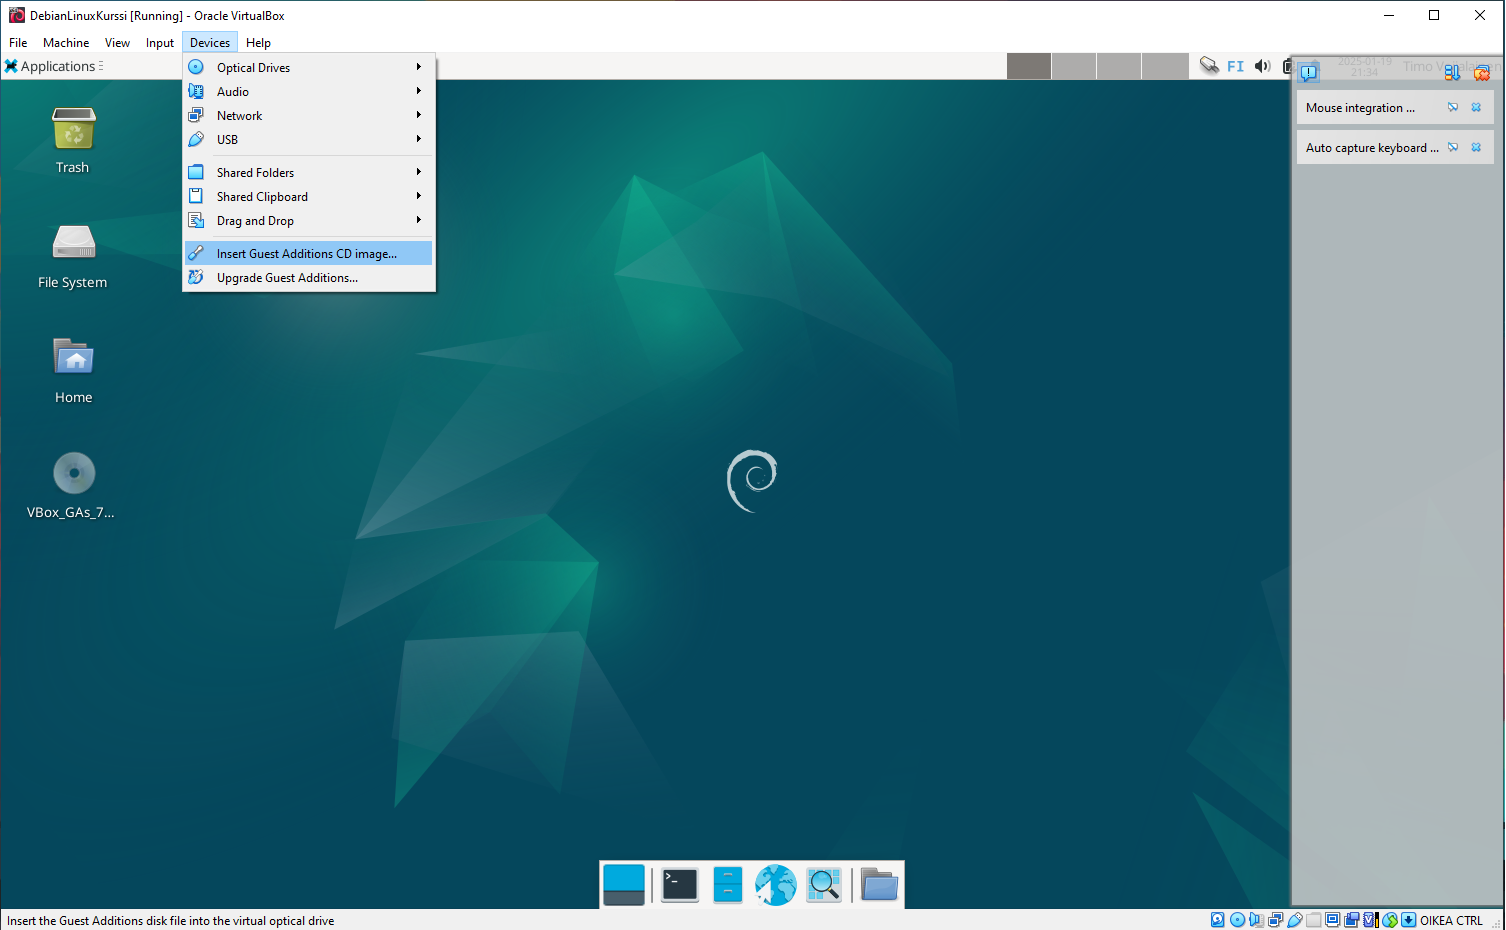 DebianLinuxKurssi [Running] - Oracle VirtualBox
File Machine View Input Devices Help
Applications
FI
2025-01-19
21:34
Timo
Optical Drives
Audio
Network
USB
Shared Folders
Shared Clipboard
Drag and Drop
Insert Guest Additions CD image...
Upgrade Guest Additions...
Mouse integration ...
Auto capture keyboard ...
Trash
File System
Home
VBox_GAs_7...
Insert the Guest Additions disk file into the virtual optical drive
OIKEA CTRL